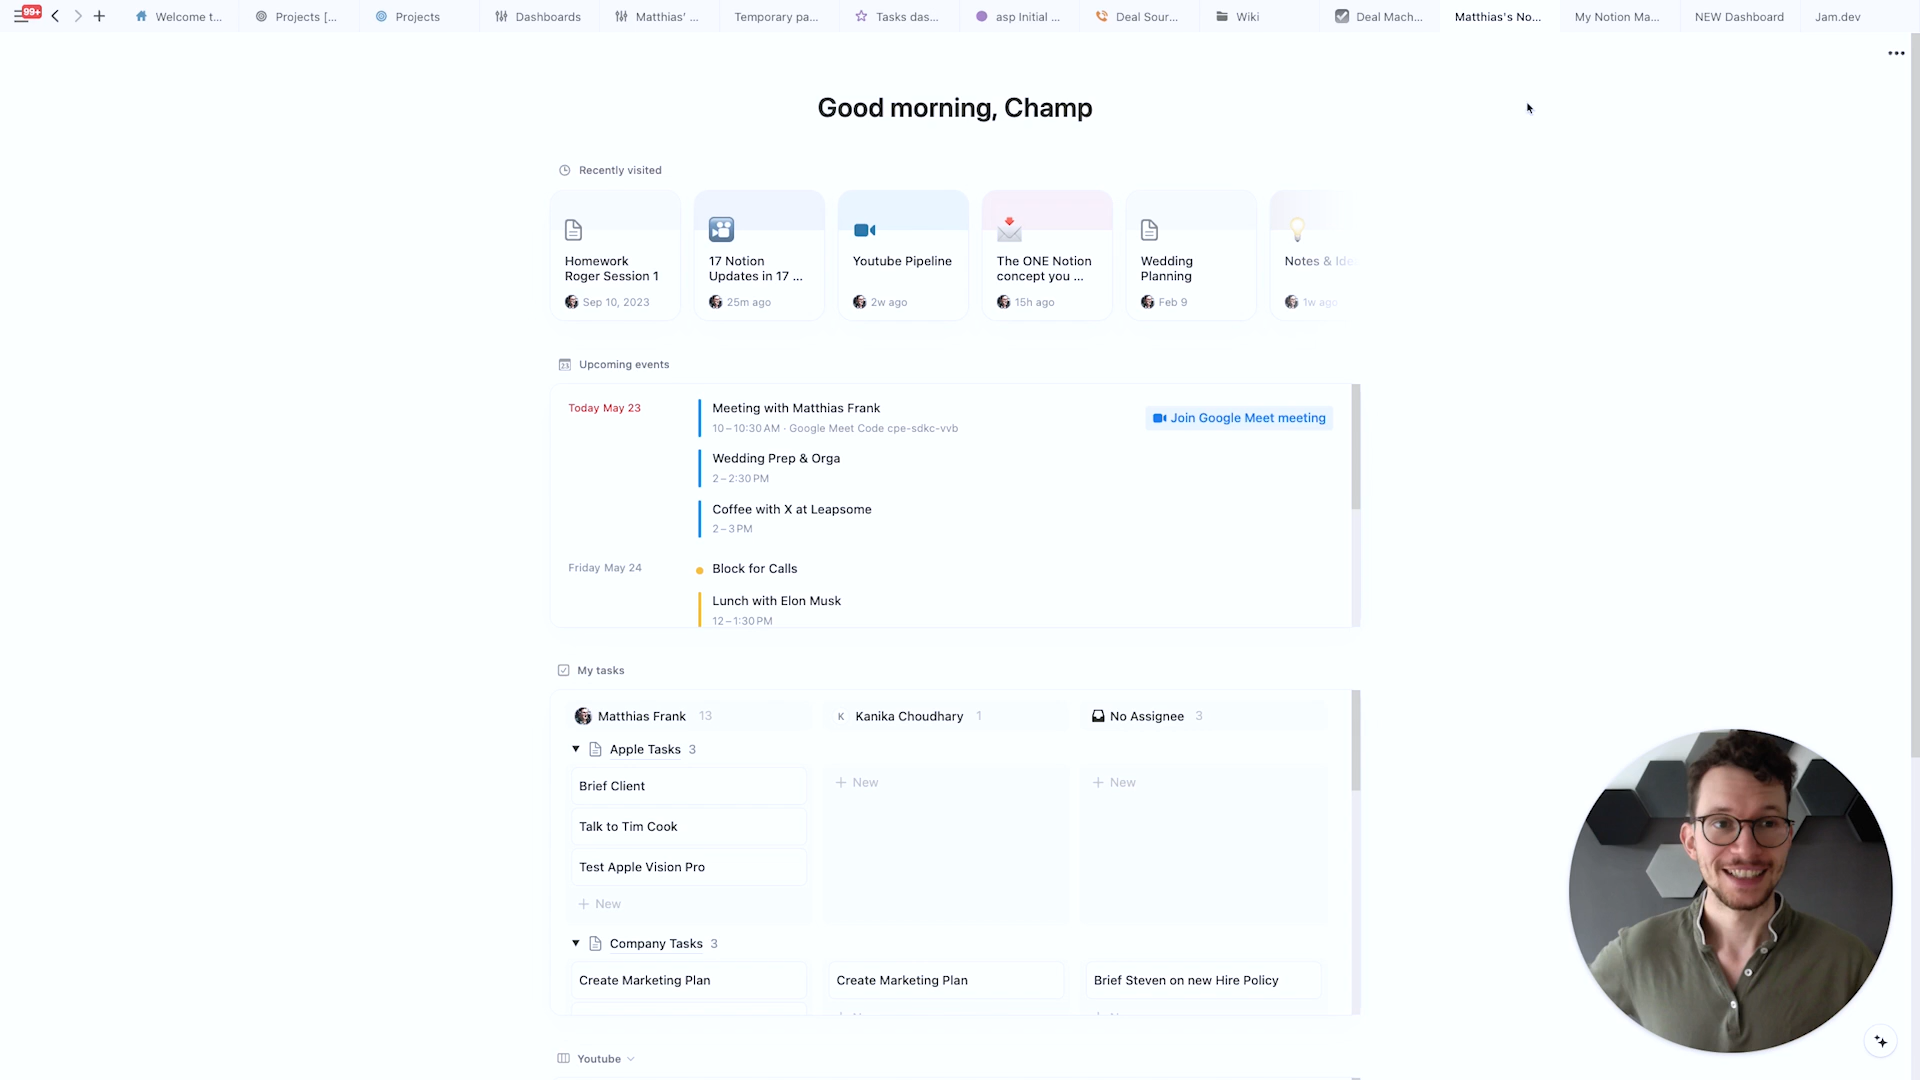 99+
Welcome t...
Projects [...
Projects
Dashboards
Matthias' ...
Temporary pa...
Tasks das...
asp Initial ...
Deal Sour...
Wiki
Deal Mach...
Matthias's No...
My Notion Ma...
NEW Dashboard
Jam.dev
Good morning, Champ
Recently visited
Homework
Roger Session 1
Sep 10, 2023
17 Notion
Updates in 17 ...
25m ago
Youtube Pipeline
2w ago
The ONE Notion
concept you ...
15h ago
Wedding
Planning
Feb 9
Notes & Ide
1w ago
23
Upcoming events
Today May 23
Meeting with Matthias Frank
10 – 10:30 AM · Google Meet Code cpe-sdkc-vvb
Join Google Meet meeting
Wedding Prep & Orga
2 – 2:30 PM
Coffee with X at Leapsome
2 – 3 PM
Friday May 24
Block for Calls
Lunch with Elon Musk
12 – 1:30 PM
My tasks
Matthias Frank 13
K Kanika Choudhary 1
No Assignee 3
Apple Tasks 3
Brief Client
Talk to Tim Cook
Test Apple Vision Pro
+ New
+ New
+ New
Company Tasks 3
Create Marketing Plan
Create Marketing Plan
Brief Steven on new Hire Policy
Youtube